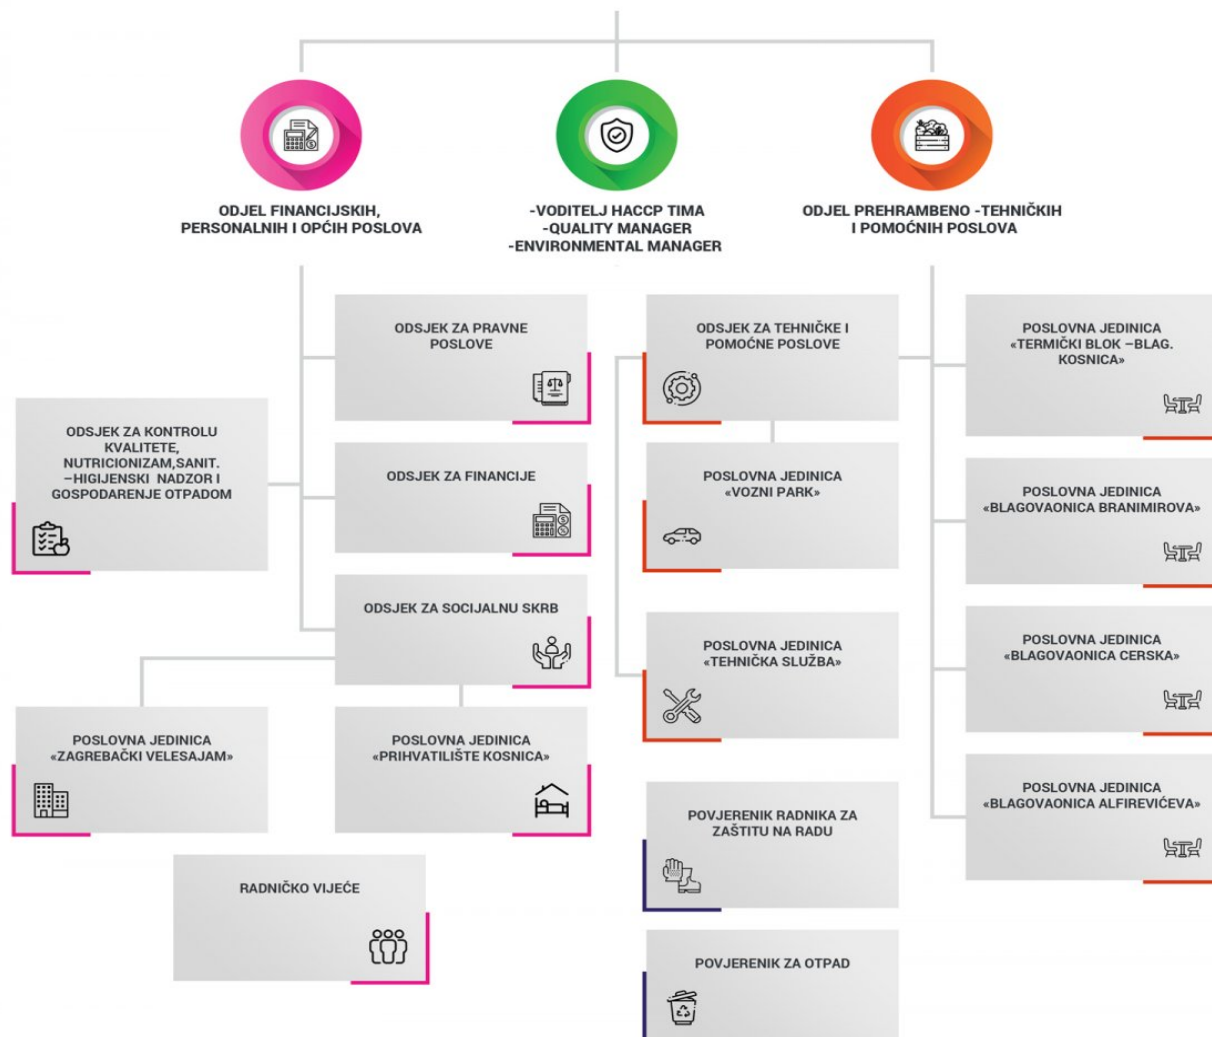 ODJEL FINANCIJSKIH,
PERSONALNIH I OPĆIH POSLOVA
-VODITELJ HACCP TIMA
-QUALITY MANAGER
-ENVIRONMENTAL MANAGER
ODJEL PREHRAMBENO -TEHNIČKIH
I POMOĆNIH POSLOVA
ODSJEK ZA KONTROLU
KVALITETE,
NUTRICIONIZAM,SANIT.
–HIGIJENSKI NADZOR I
GOSPODARENJE OTPADOM
ODSJEK ZA PRAVNE
POSLOVE
ODSJEK ZA FINANCIJE
ODSJEK ZA SOCIJALNU SKRB
POSLOVNA JEDINICA
«ZAGREBAČKI VELESAJAM»
POSLOVNA JEDINICA
«PRIHVATILIŠTE KOSNICA»
RADNIČKO VIJEĆE
ODSJEK ZA TEHNIČKE I
POMOĆNE POSLOVE
POSLOVNA JEDINICA
«VOZNI PARK»
POSLOVNA JEDINICA
«TEHNIČKA SLUŽBA»
POVJERENIK RADNIKA ZA
ZAŠTITU NA RADU
POVJERENIK ZA OTPAD
POSLOVNA JEDINICA
«TERMIČKI BLOK –BLAG.
KOSNICA»
POSLOVNA JEDINICA
«BLAGOVAONICA BRANIMIROVA»
POSLOVNA JEDINICA
«BLAGOVAONICA CERSKA»
POSLOVNA JEDINICA
«BLAGOVAONICA ALFIREVIĆEVA»